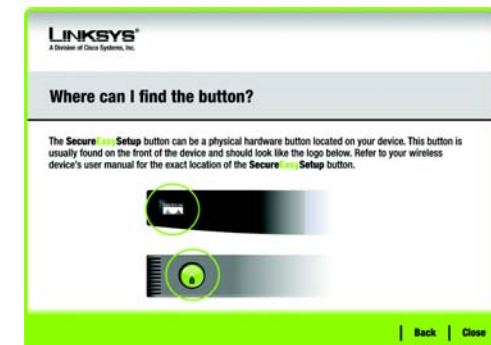 LINKSYS®
A Division of Cisco Systems, Inc.
Where can I find the button?
The SecureEasySetup button can be a physical hardware button located on your device. This button is
usually found on the front of the device and should look like the logo below. Refer to your wireless
device's user manual for the exact location of the SecureEasySetup button.
Back | Close